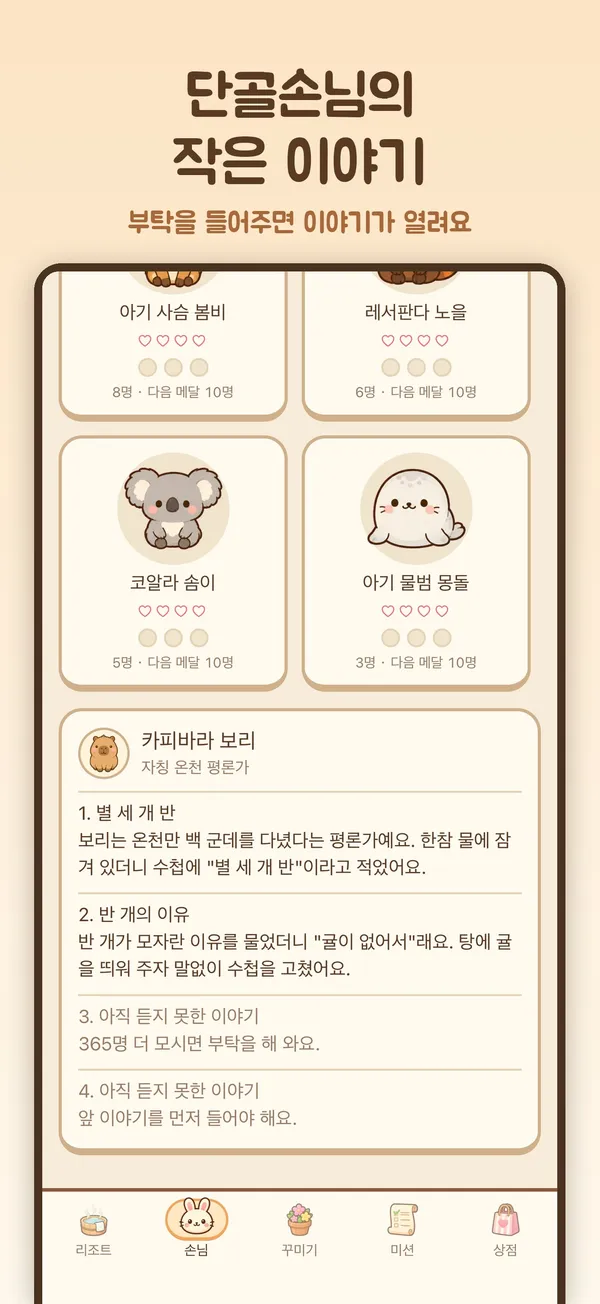 단골손님의
작은 이야기
부탁을 들어주면 이야기가 열려요
아기 사슴 봄비
레서판다 노을
8명 · 다음 메달 10명
6명 · 다음 메달 10명
코알라 솜이
아기 물범 몽돌
5명 · 다음 메달 10명
3명 · 다음 메달 10명
카피바라 보리
자칭 온천 평론가
1. 별 세 개 반
보리는 온천만 백 군데를 다녔다는 평론가예요. 한참 물에 잠
겨 있더니 수첩에 "별 세 개 반"이라고 적었어요.
2. 반 개의 이유
반 개가 모자란 이유를 물었더니 "귤이 없어서"래요. 탕에 귤
을 띄워 주자 말없이 수첩을 고쳤어요.
3. 아직 듣지 못한 이야기
365명 더 모시면 부탁을 해 와요.
4. 아직 듣지 못한 이야기
앞 이야기를 먼저 들어야 해요.
리조트
손님
꾸미기
미션
상점